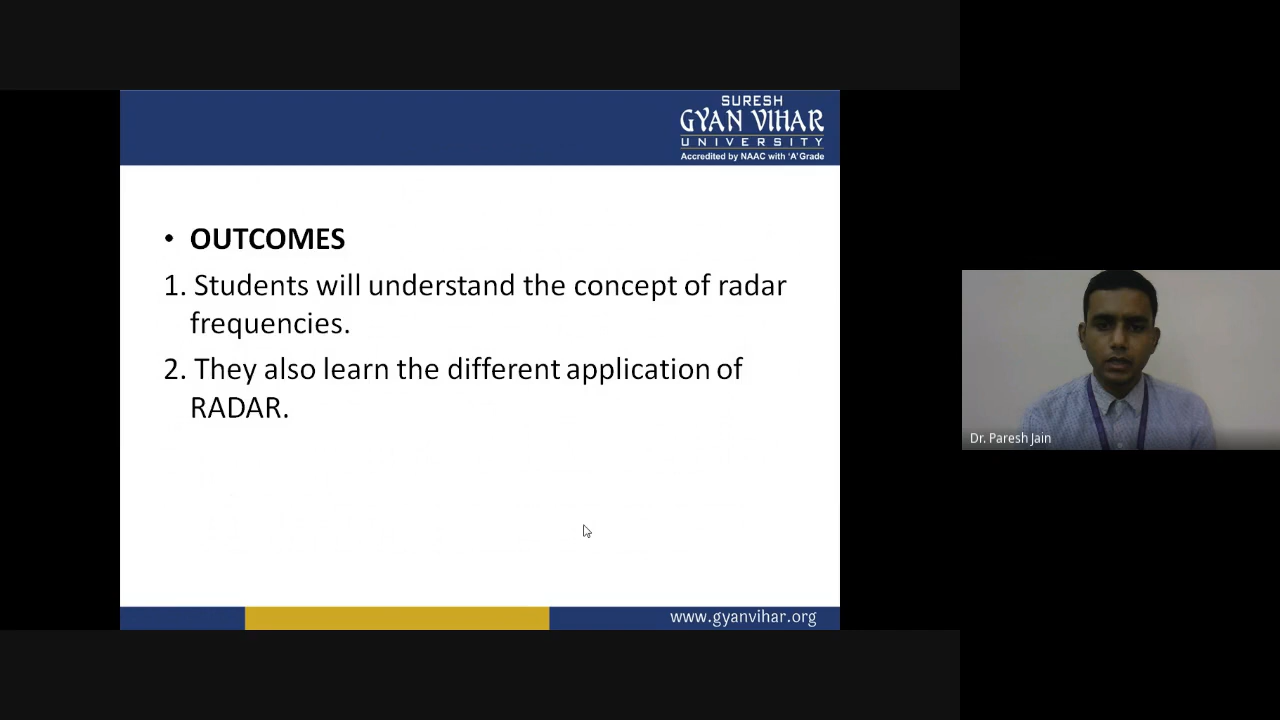 SURESH
GYAN VIHAR
UNIVERSITY
Accredited by NAAC with 'A' Grade
• OUTCOMES
1. Students will understand the concept of radar
frequencies.
2. They also learn the different application of
RADAR.
www.gyanvihar.org
Dr. Paresh Jain